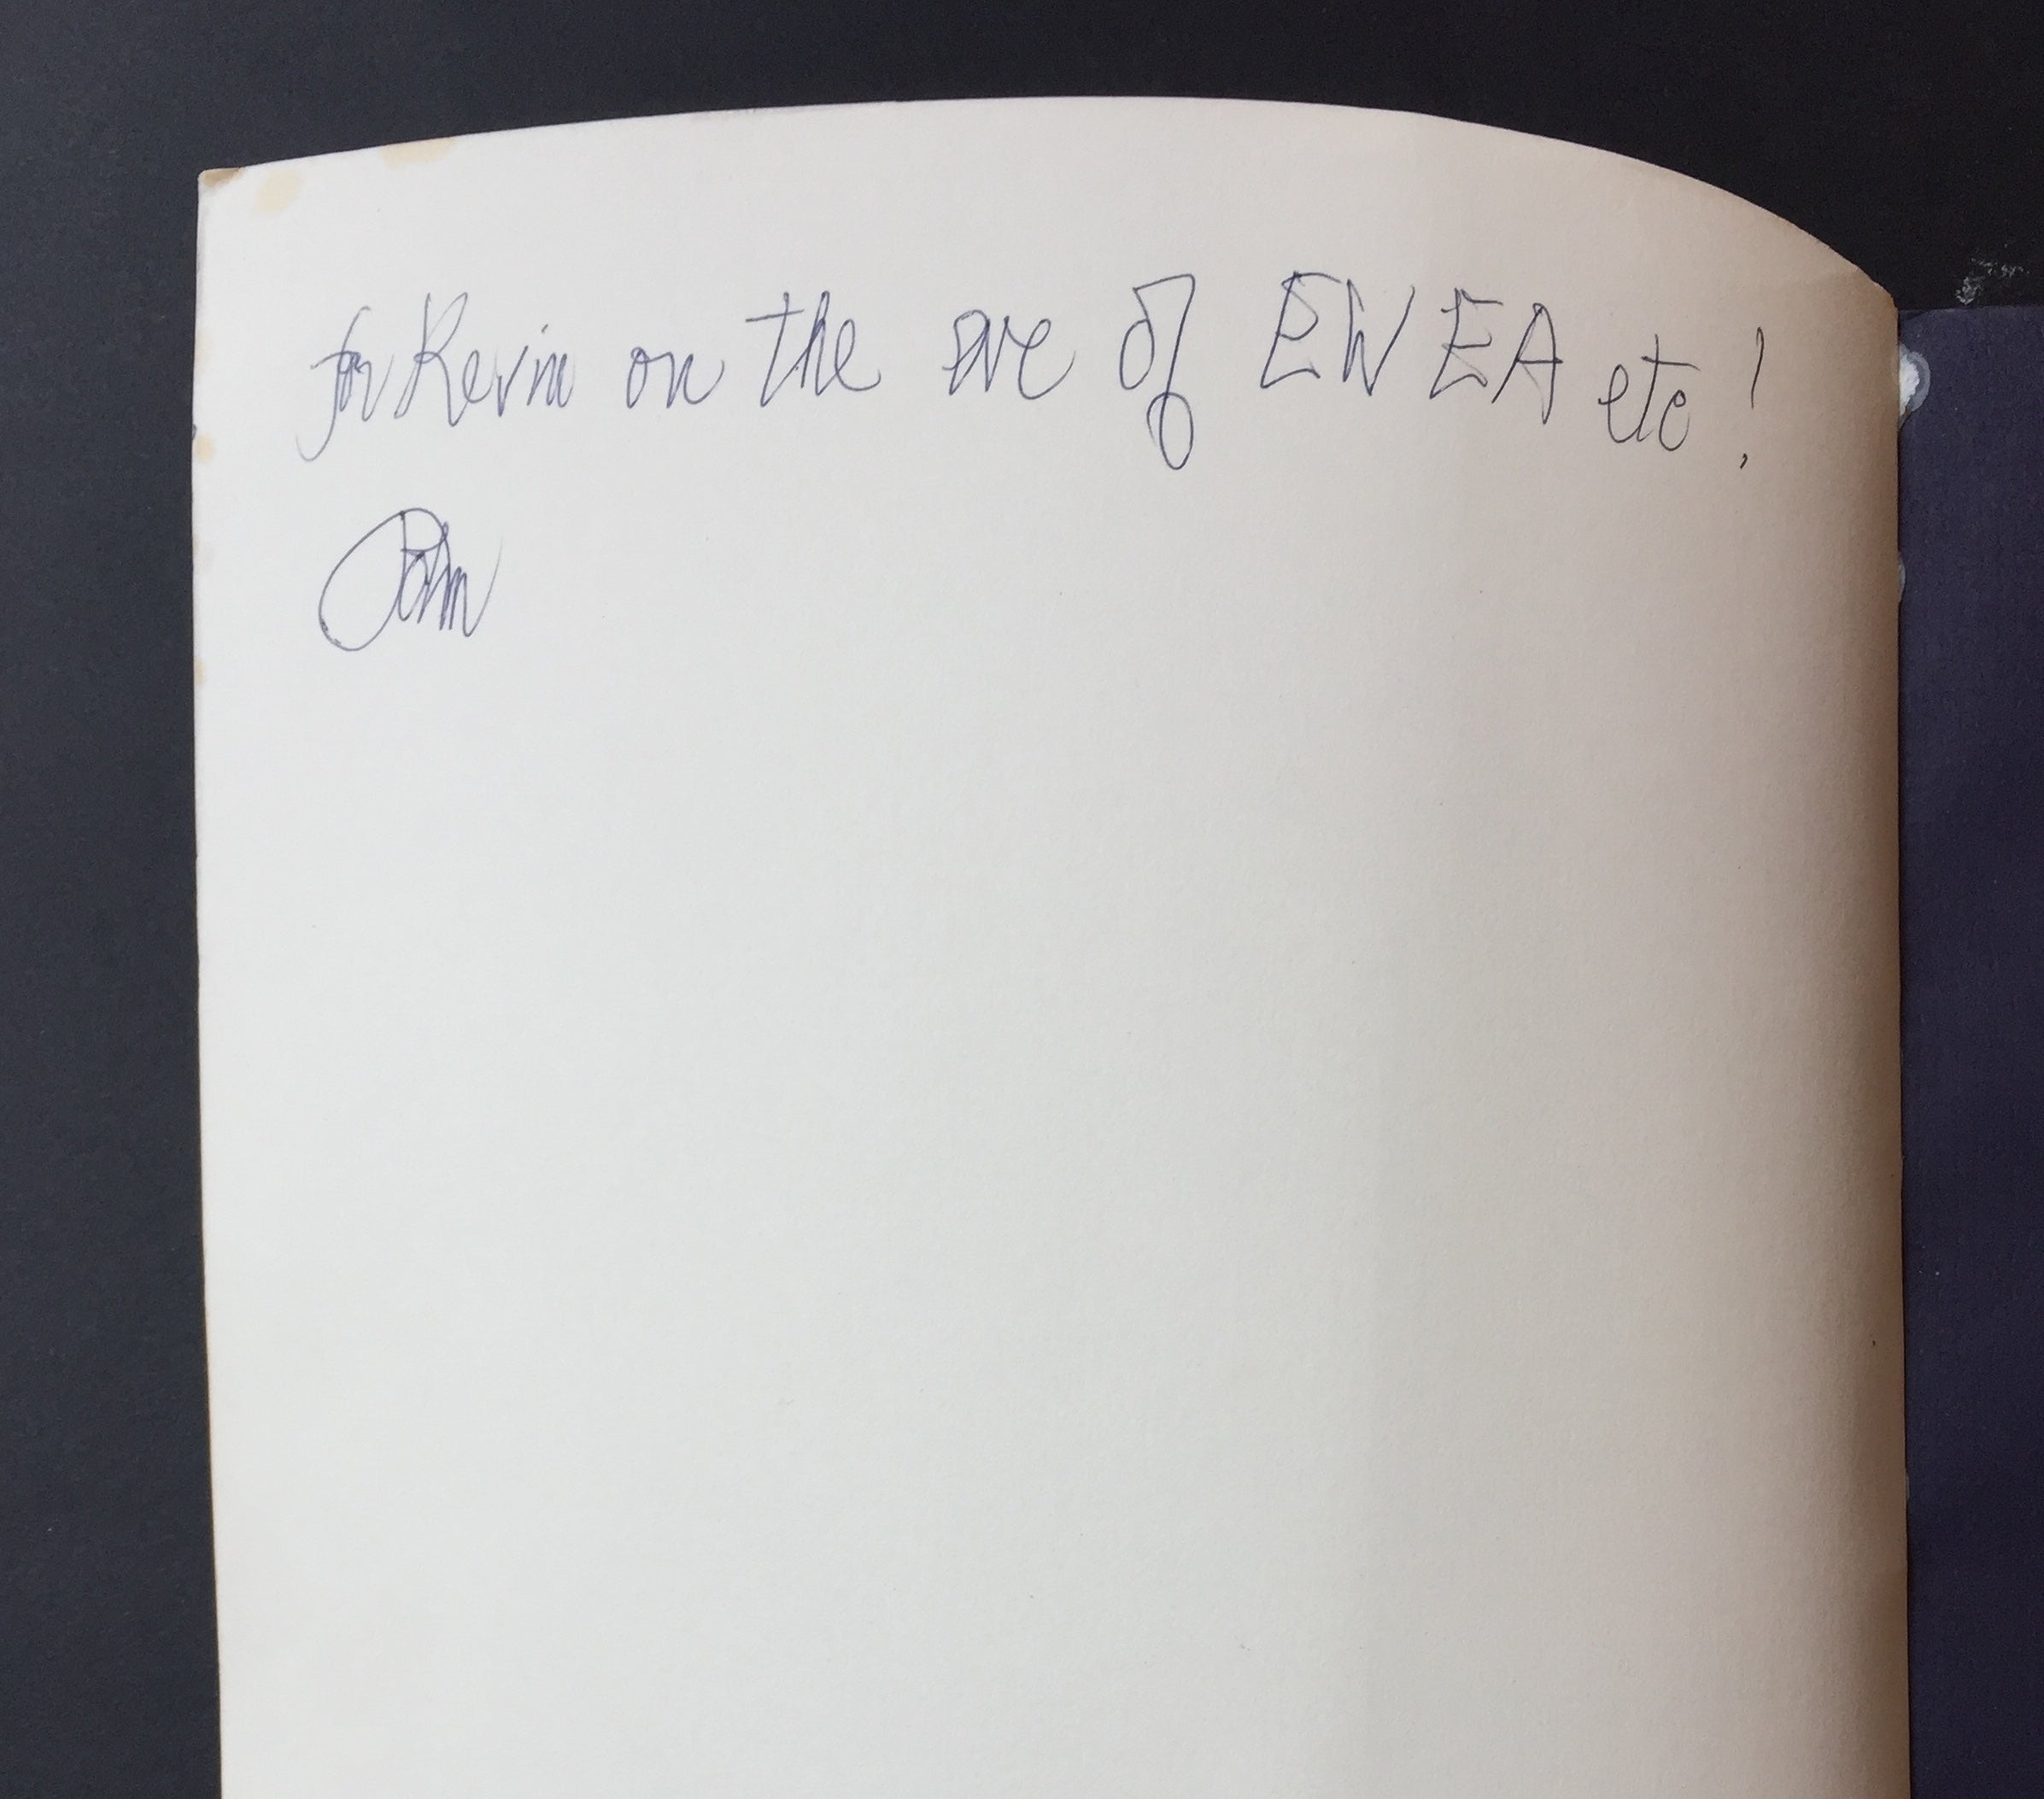 for Kevin on the eve of EWEA etc!
John